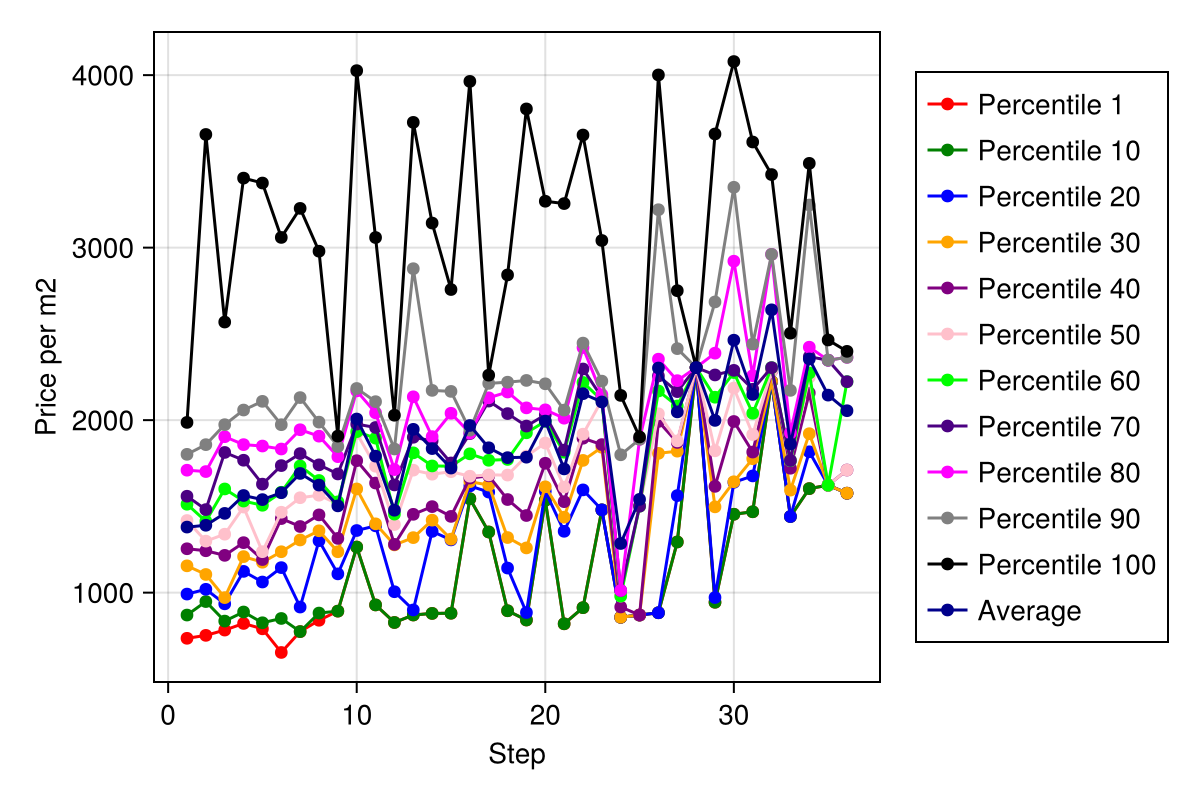 4000
3000
2000
1000
Price per m2
0 10 20 30
Step
Percentile 1
Percentile 10
Percentile 20
Percentile 30
Percentile 40
Percentile 50
Percentile 60
Percentile 70
Percentile 80
Percentile 90
Percentile 100
Average